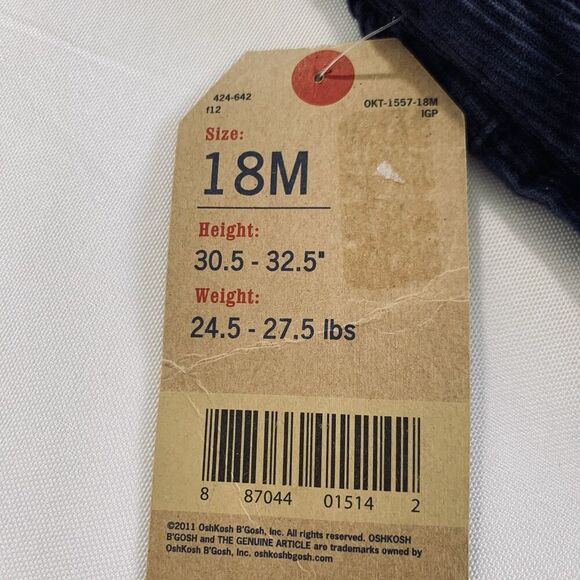 424-642
f12
OKT-1557-18M
IGP
Size:
18M
Height:
30.5 - 32.5"
Weight:
24.5 - 27.5 lbs
8 87044 01514 2
©2011 OshKosh B'Gosh, Inc. All rights reserved. OSHKOSH
B'GOSH and THE GENUINE ARTICLE are trademarks owned by
OshKosh B'Gosh, Inc. oshkoshbgosh.com